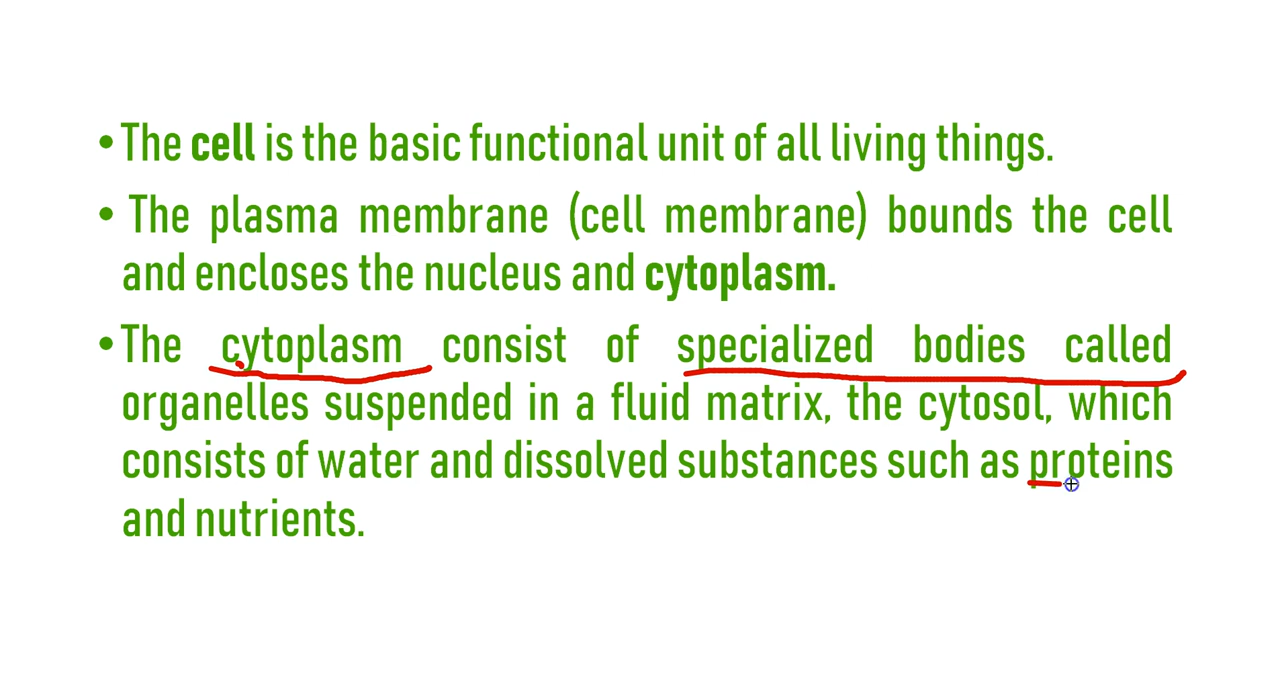 •The cell is the basic functional unit of all living things.
• The plasma membrane (cell membrane) bounds the cell
and encloses the nucleus and cytoplasm.
•The cytoplasm consist of specialized bodies called
organelles suspended in a fluid matrix, the cytosol, which
consists of water and dissolved substances such as proteins
and nutrients.